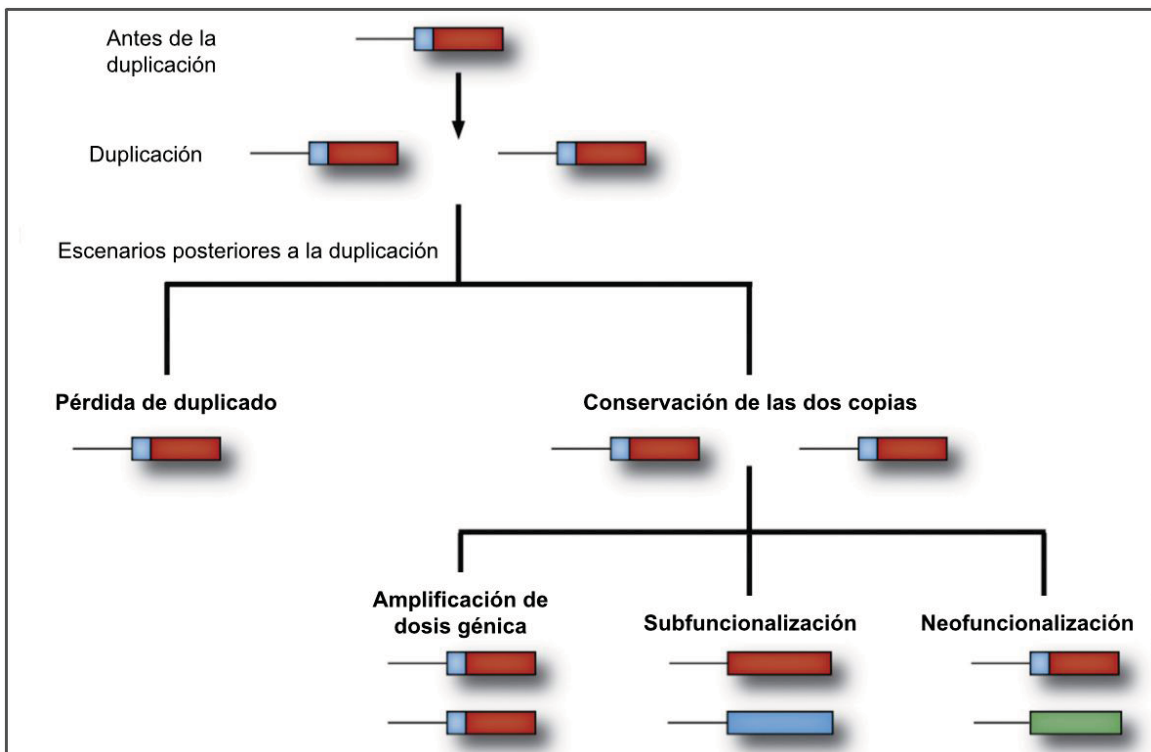 Antes de la
duplicación
Duplicación
Escenarios posteriores a la duplicación
Pérdida de duplicado
Conservación de las dos copias
Amplificación de
dosis génica
Subfuncionalización
Neofuncionalización